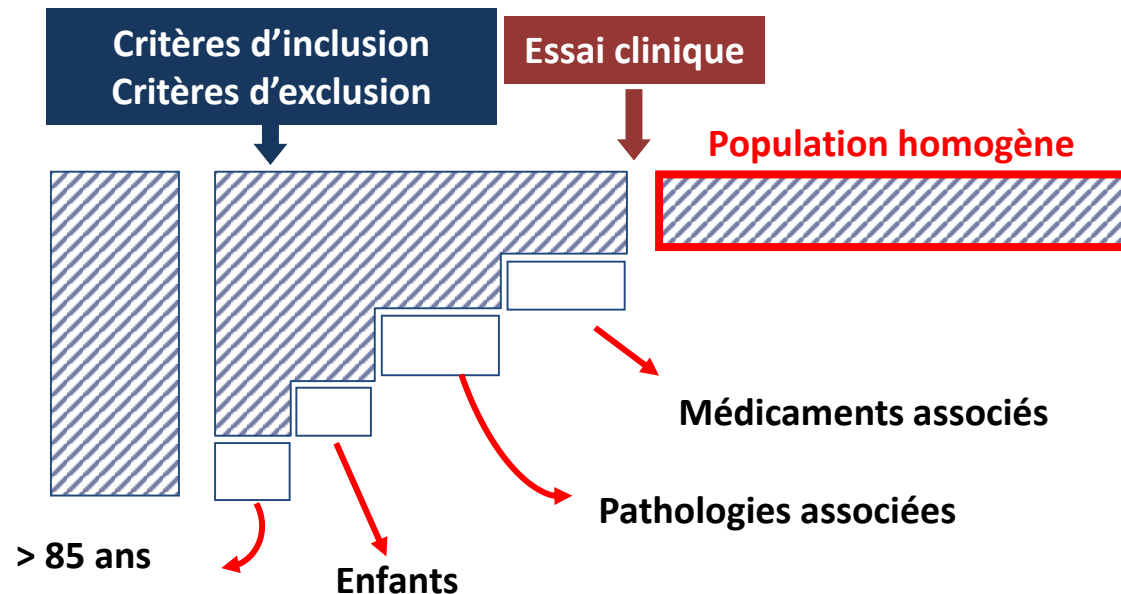 Critères d’inclusion
Critères d’exclusion
Essai clinique
Population homogène
Médicaments associés
Pathologies associées
> 85 ans
Enfants